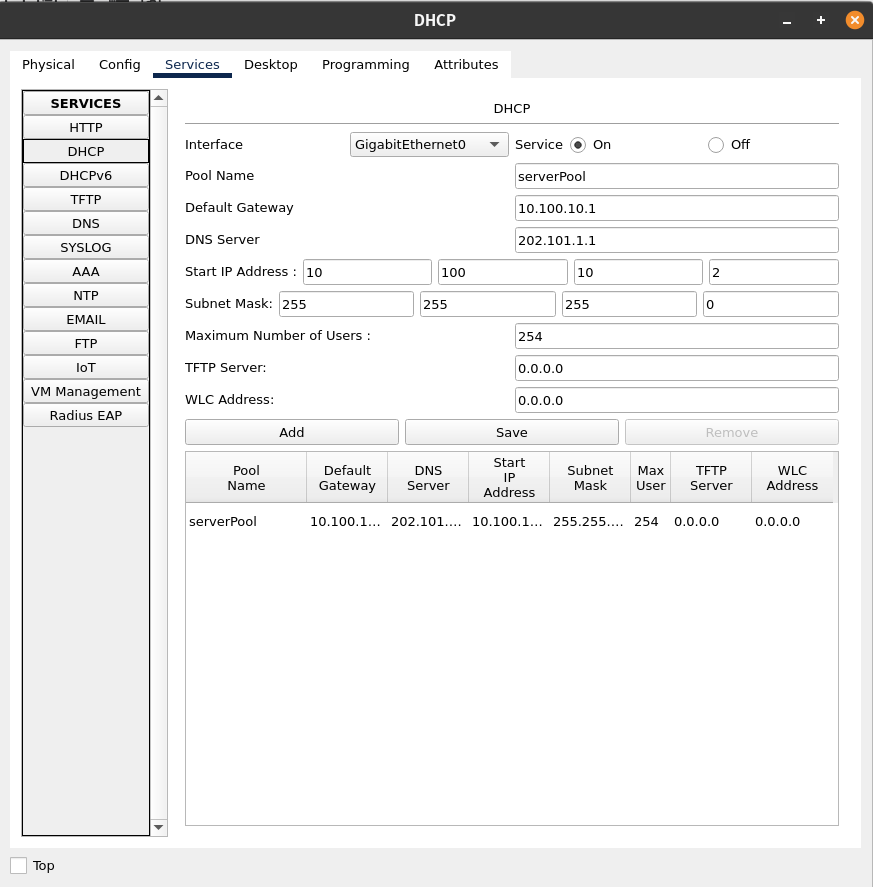 DHCP
Physical Config Services Desktop Programming Attributes
SERVICES
HTTP
DHCP
DHCPv6
TFTP
DNS
SYSLOG
AAA
NTP
EMAIL
FTP
IoT
VM Management
Radius EAP
DHCP
Interface GigabitEthernet0 Service On Off
Pool Name serverPool
Default Gateway 10.100.10.1
DNS Server 202.101.1.1
Start IP Address : 10 100 10 2
Subnet Mask: 255 255 255 0
Maximum Number of Users : 254
TFTP Server: 0.0.0.0
WLC Address: 0.0.0.0
Add Save Remove
Pool Name Default Gateway DNS Server Start IP Address Subnet Mask Max User TFTP Server WLC Address
serverPool 10.100.1... 202.101.... 10.100.1... 255.255.... 254 0.0.0.0 0.0.0.0
Top